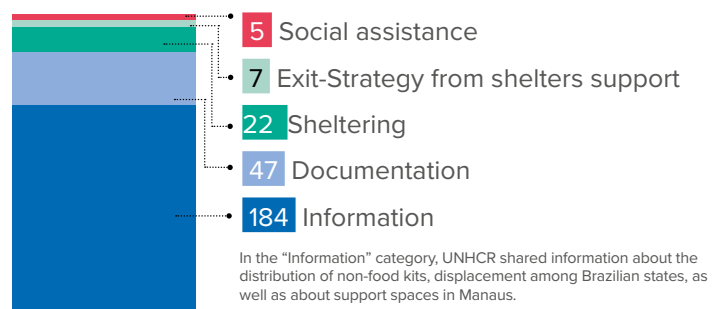 5 Social assistance
7 Exit-Strategy from shelters support
22 Sheltering
47 Documentation
184 Information
In the “Information” category, UNHCR shared information about the
distribution of non-food kits, displacement among Brazilian states, as
well as about support spaces in Manaus.